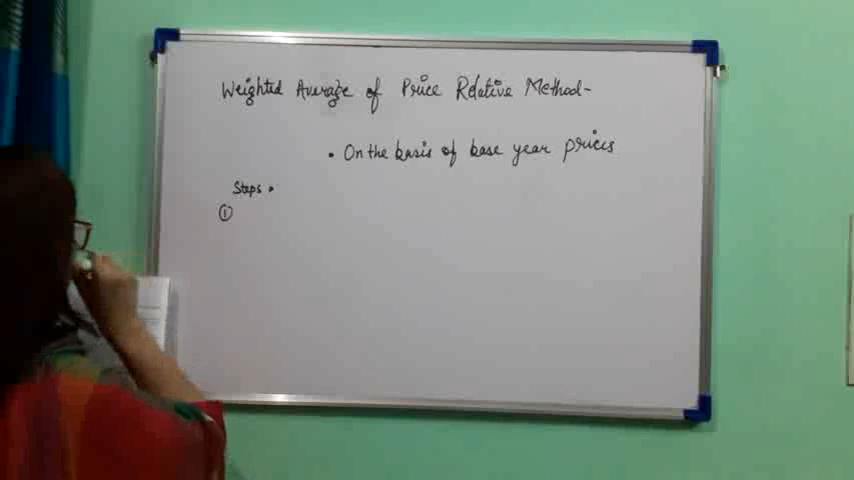 Weighted Average of Price Relative Method-
• On the basis of base year prices
Steps •
①